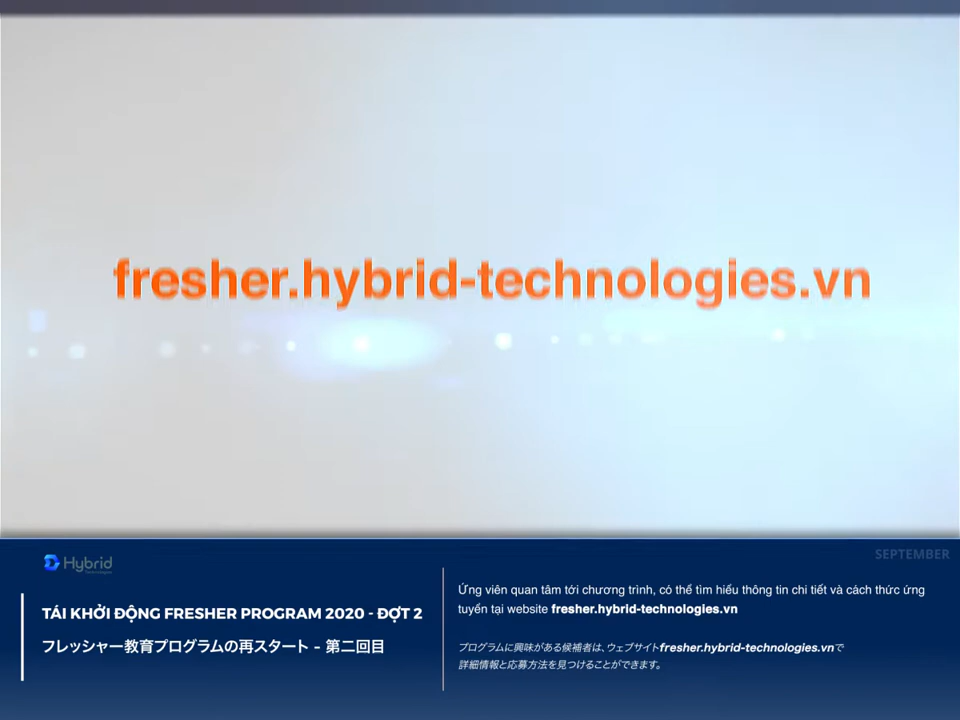 fresher.hybrid-technologies.vn
SEPTEMBER
Hybrid
Technologies
TÁI KHỞI ĐỘNG FRESHER PROGRAM 2020 - ĐỢT 2
フレッシャー教育プログラムの再スタート - 第二回目
Ứng viên quan tâm tới chương trình, có thể tìm hiểu thông tin chi tiết và cách thức ứng
tuyển tại website fresher.hybrid-technologies.vn
プログラムに興味がある候補者は、ウェブサイトfresher.hybrid-technologies.vnで
詳細情報と応募方法を見つけることができます。